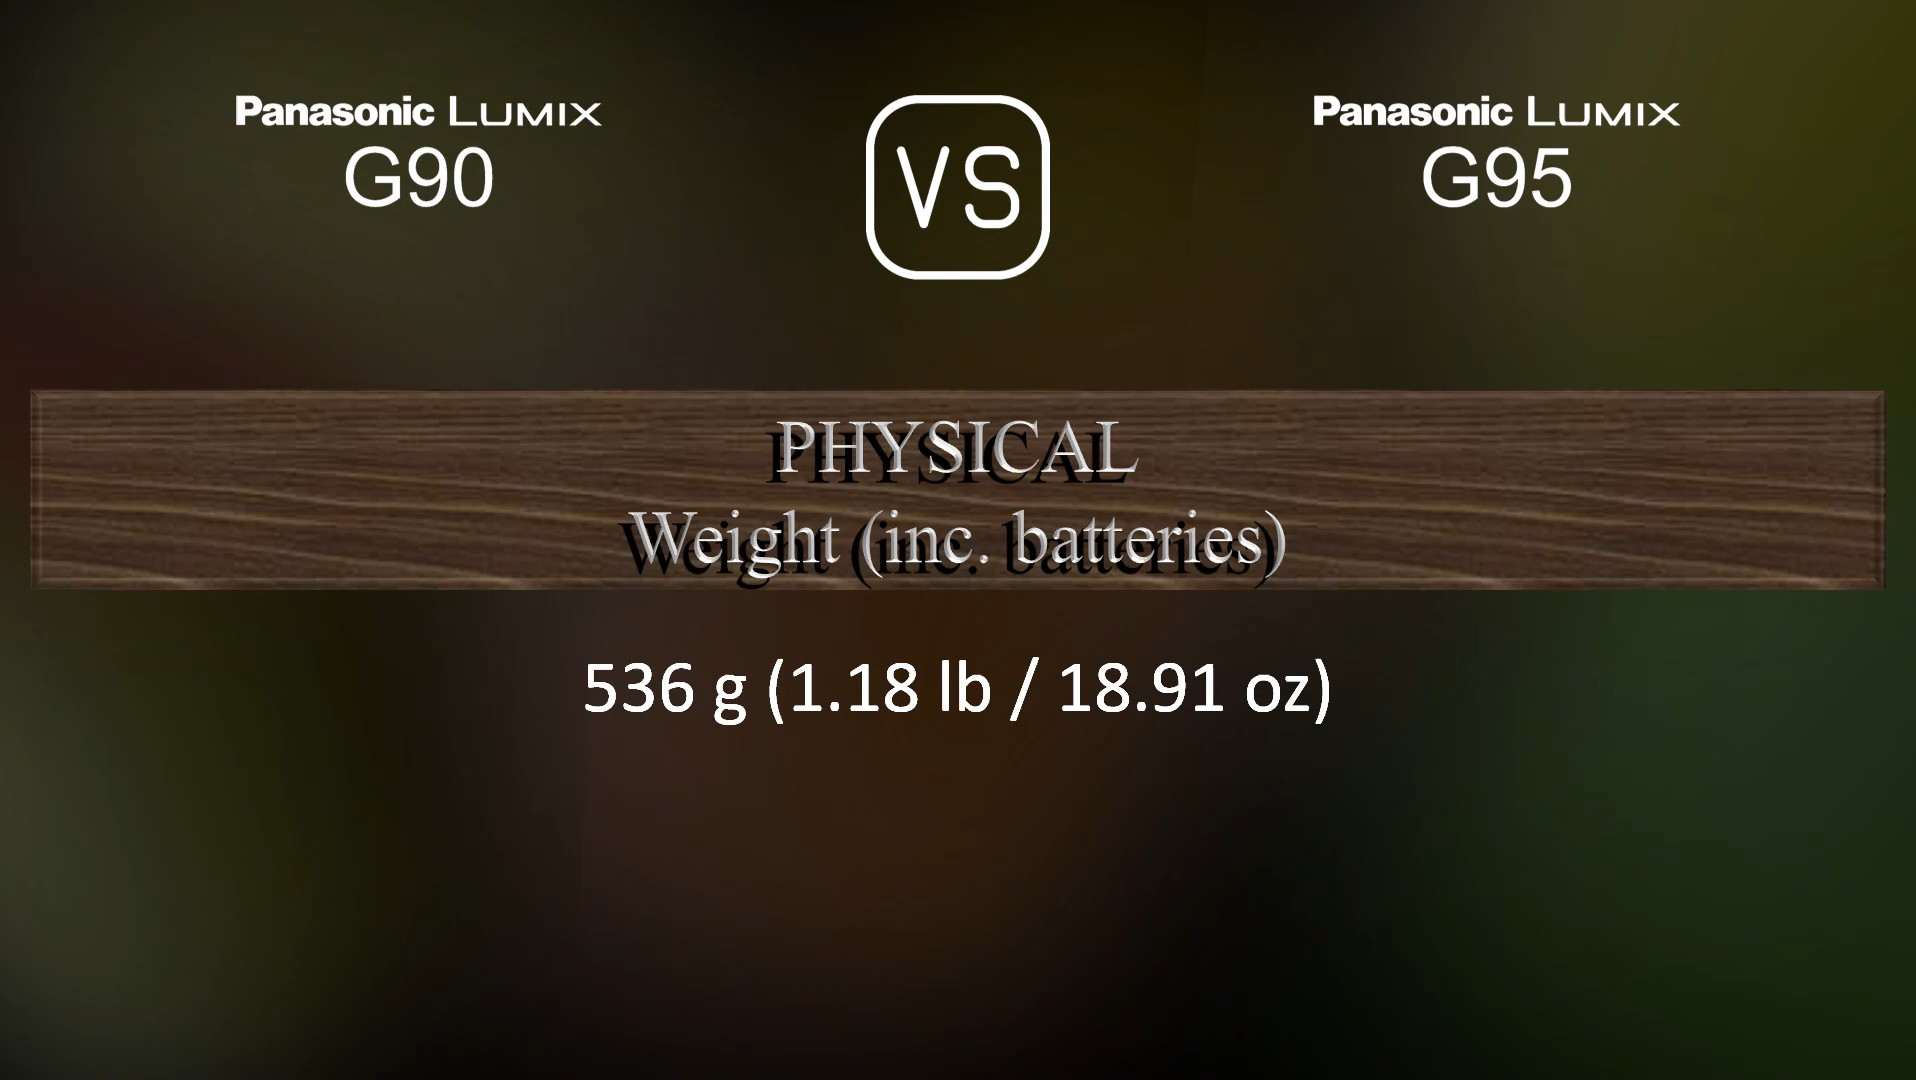 Panasonic LUMIX
G90
VS
Panasonic LUMIX
G95
PHYSICAL
Weight (inc. batteries)
536 g (1.18 lb / 18.91 oz)